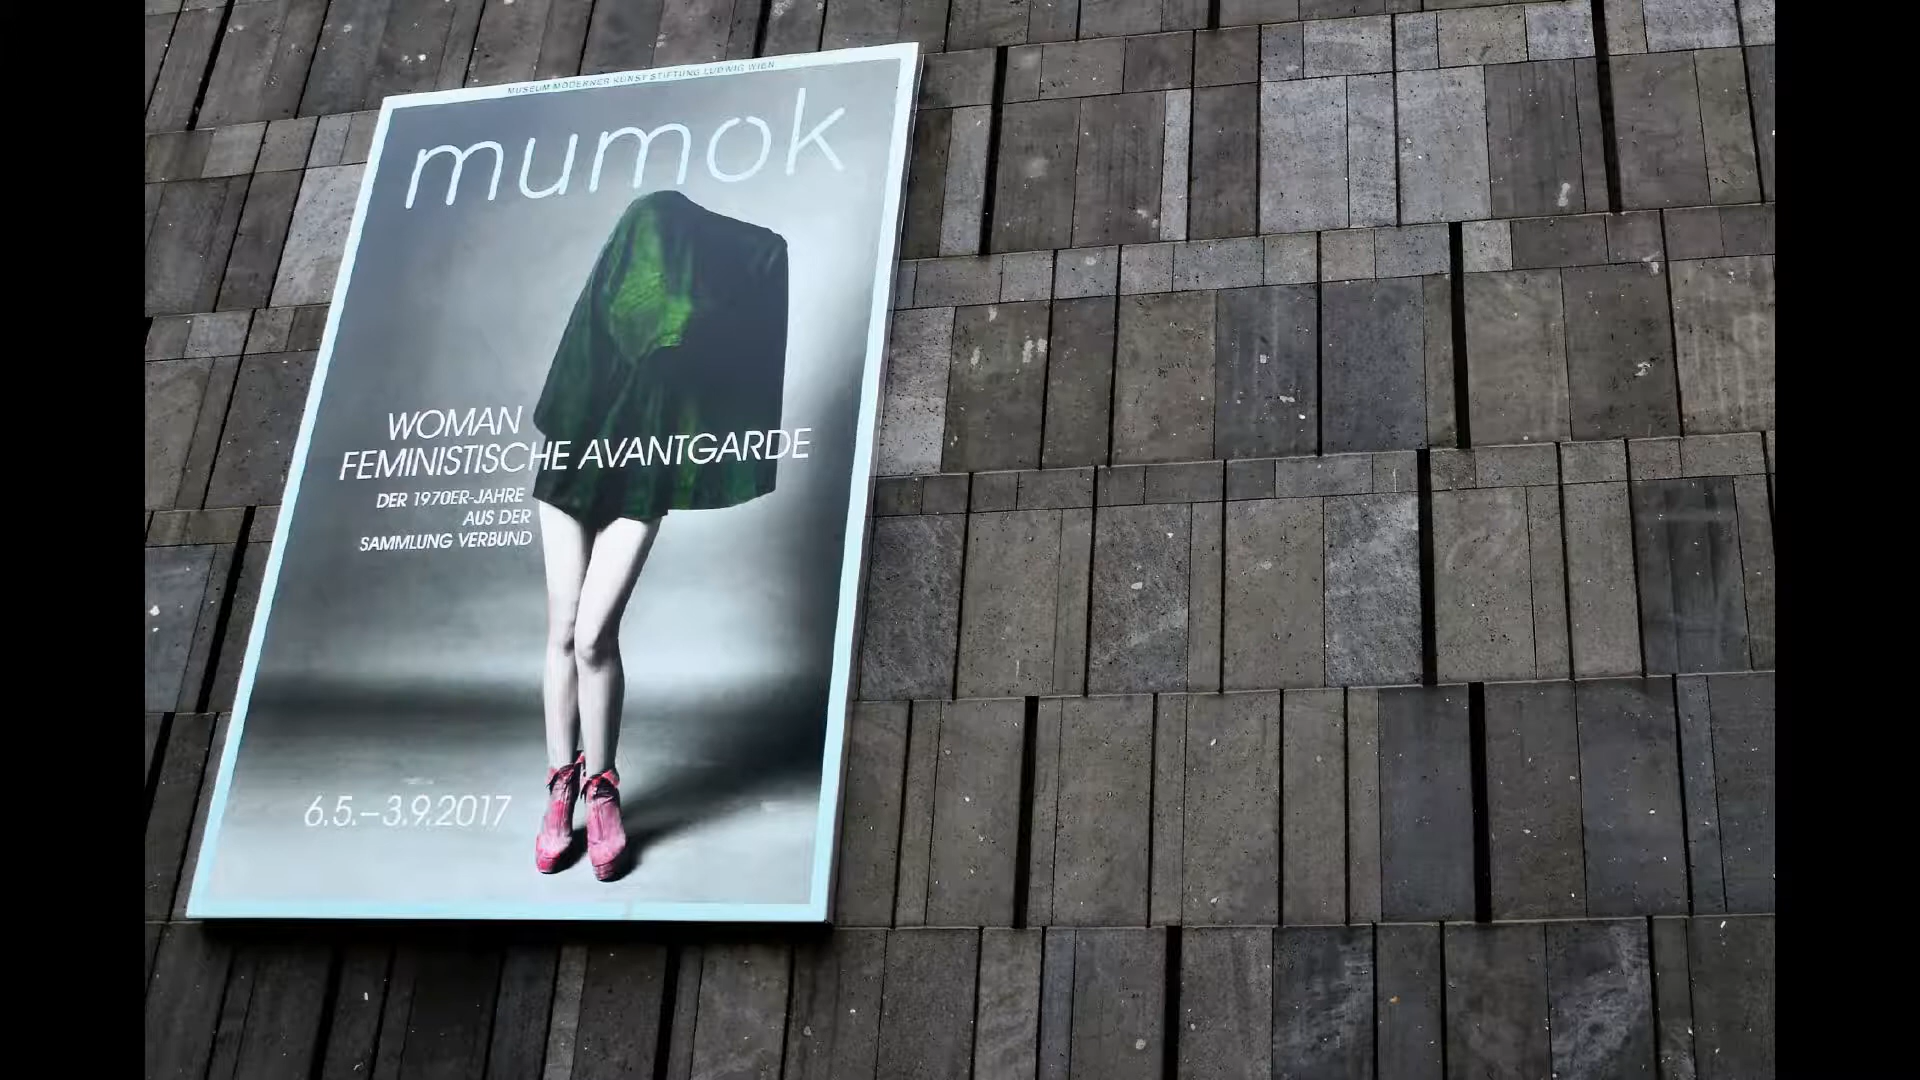 MUSEUM MODERNER KUNST STIFTUNG LUDWIG WIEN
mumok
WOMAN
FEMINISTISCHE AVANTGARDE
DER 1970ER-JAHRE
AUS DER
SAMMLUNG VERBUND
6.5.–3.9.2017